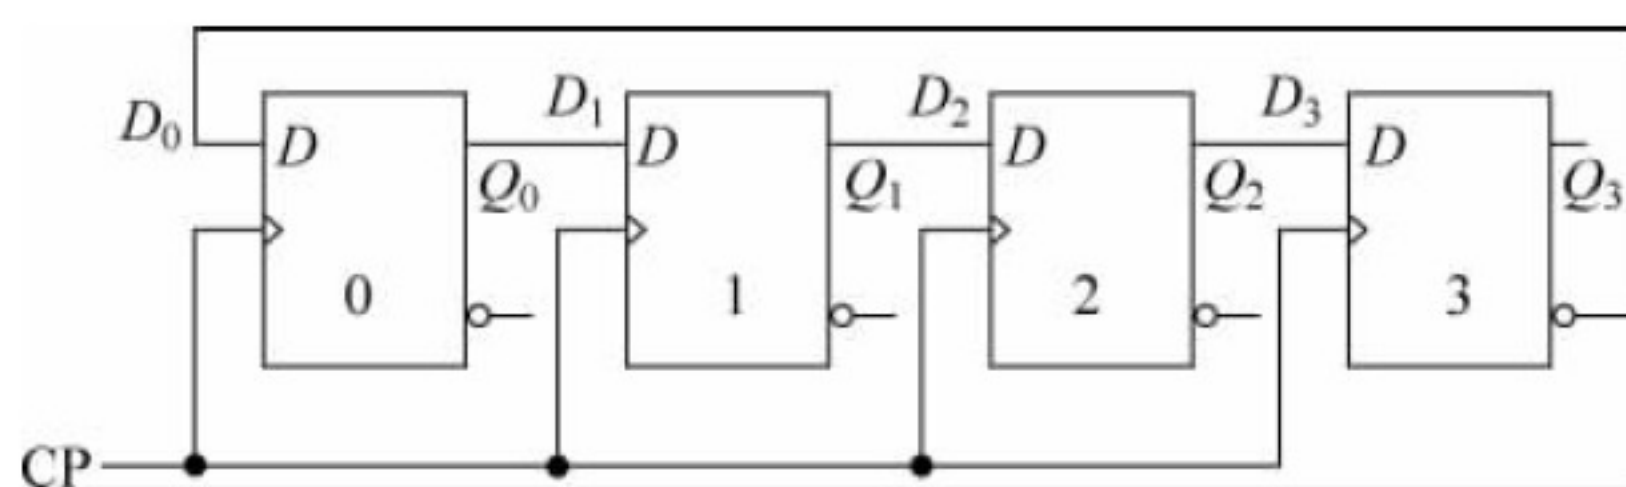 D₁ D₂ D₃
D₀ D D D D
Q₀ Q₁ Q₂ Q₃
0 1 2 3
CP